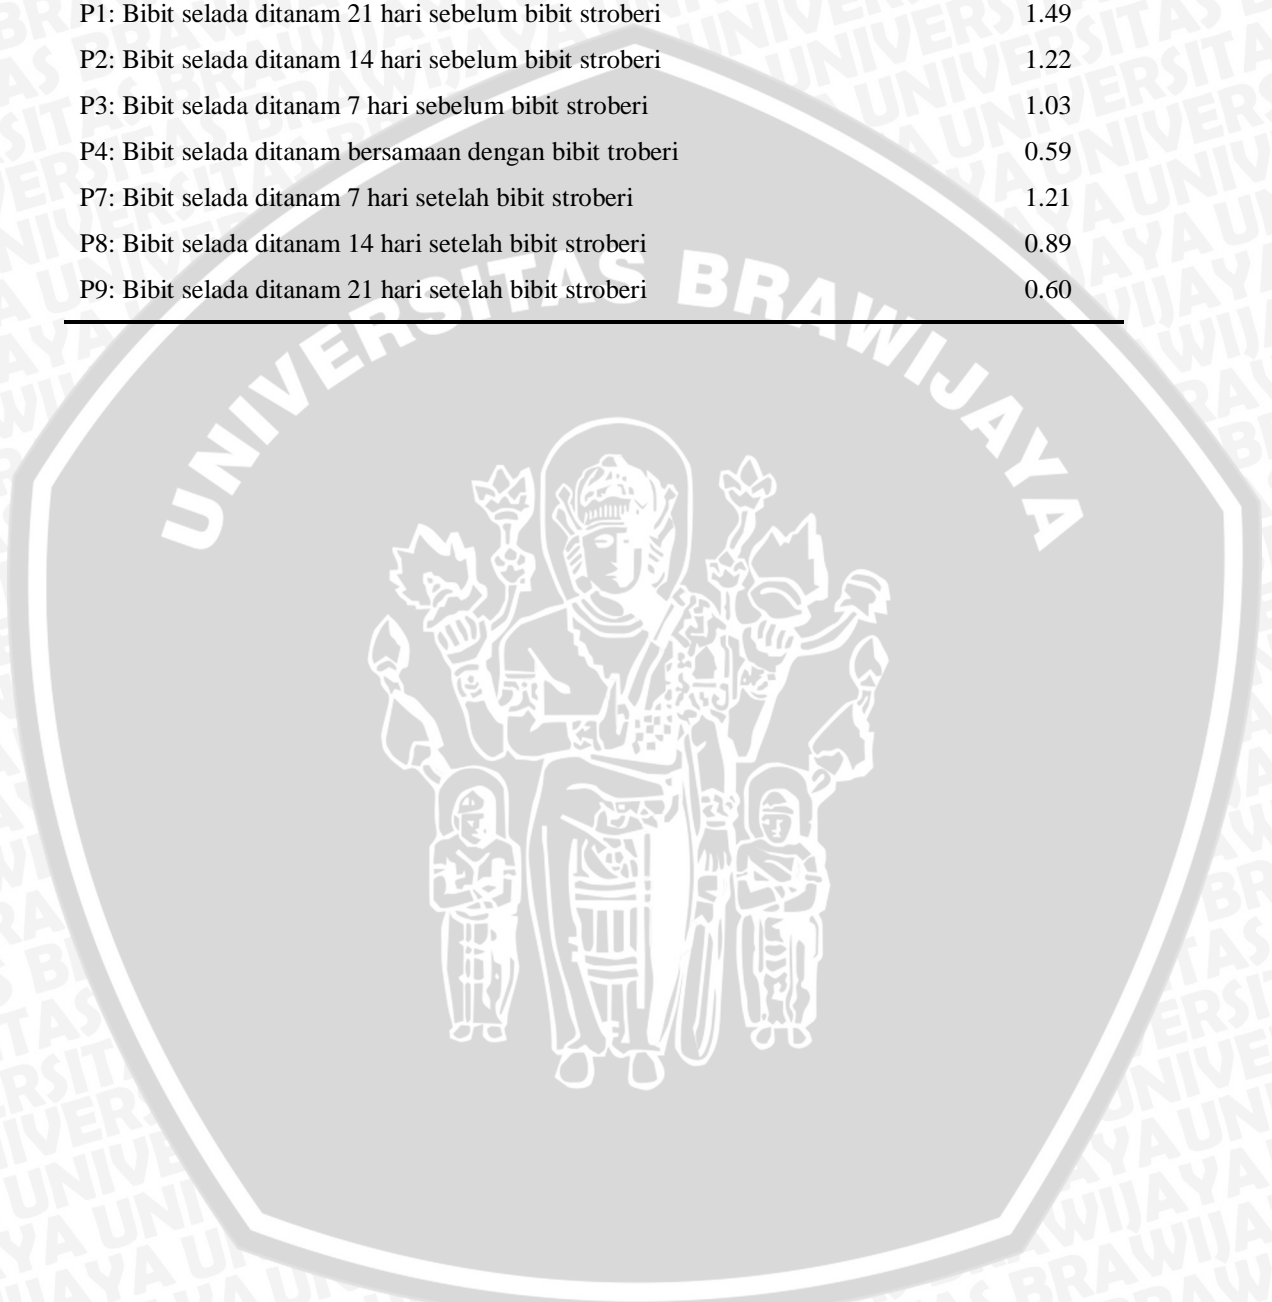 P1: Bibit selada ditanam 21 hari sebelum bibit stroberi 1.49
P2: Bibit selada ditanam 14 hari sebelum bibit stroberi 1.22
P3: Bibit selada ditanam 7 hari sebelum bibit stroberi 1.03
P4: Bibit selada ditanam bersamaan dengan bibit troberi 0.59
P7: Bibit selada ditanam 7 hari setelah bibit stroberi 1.21
P8: Bibit selada ditanam 14 hari setelah bibit stroberi 0.89
P9: Bibit selada ditanam 21 hari setelah bibit stroberi 0.60
UNIVERSITAS BRAWIJAYA